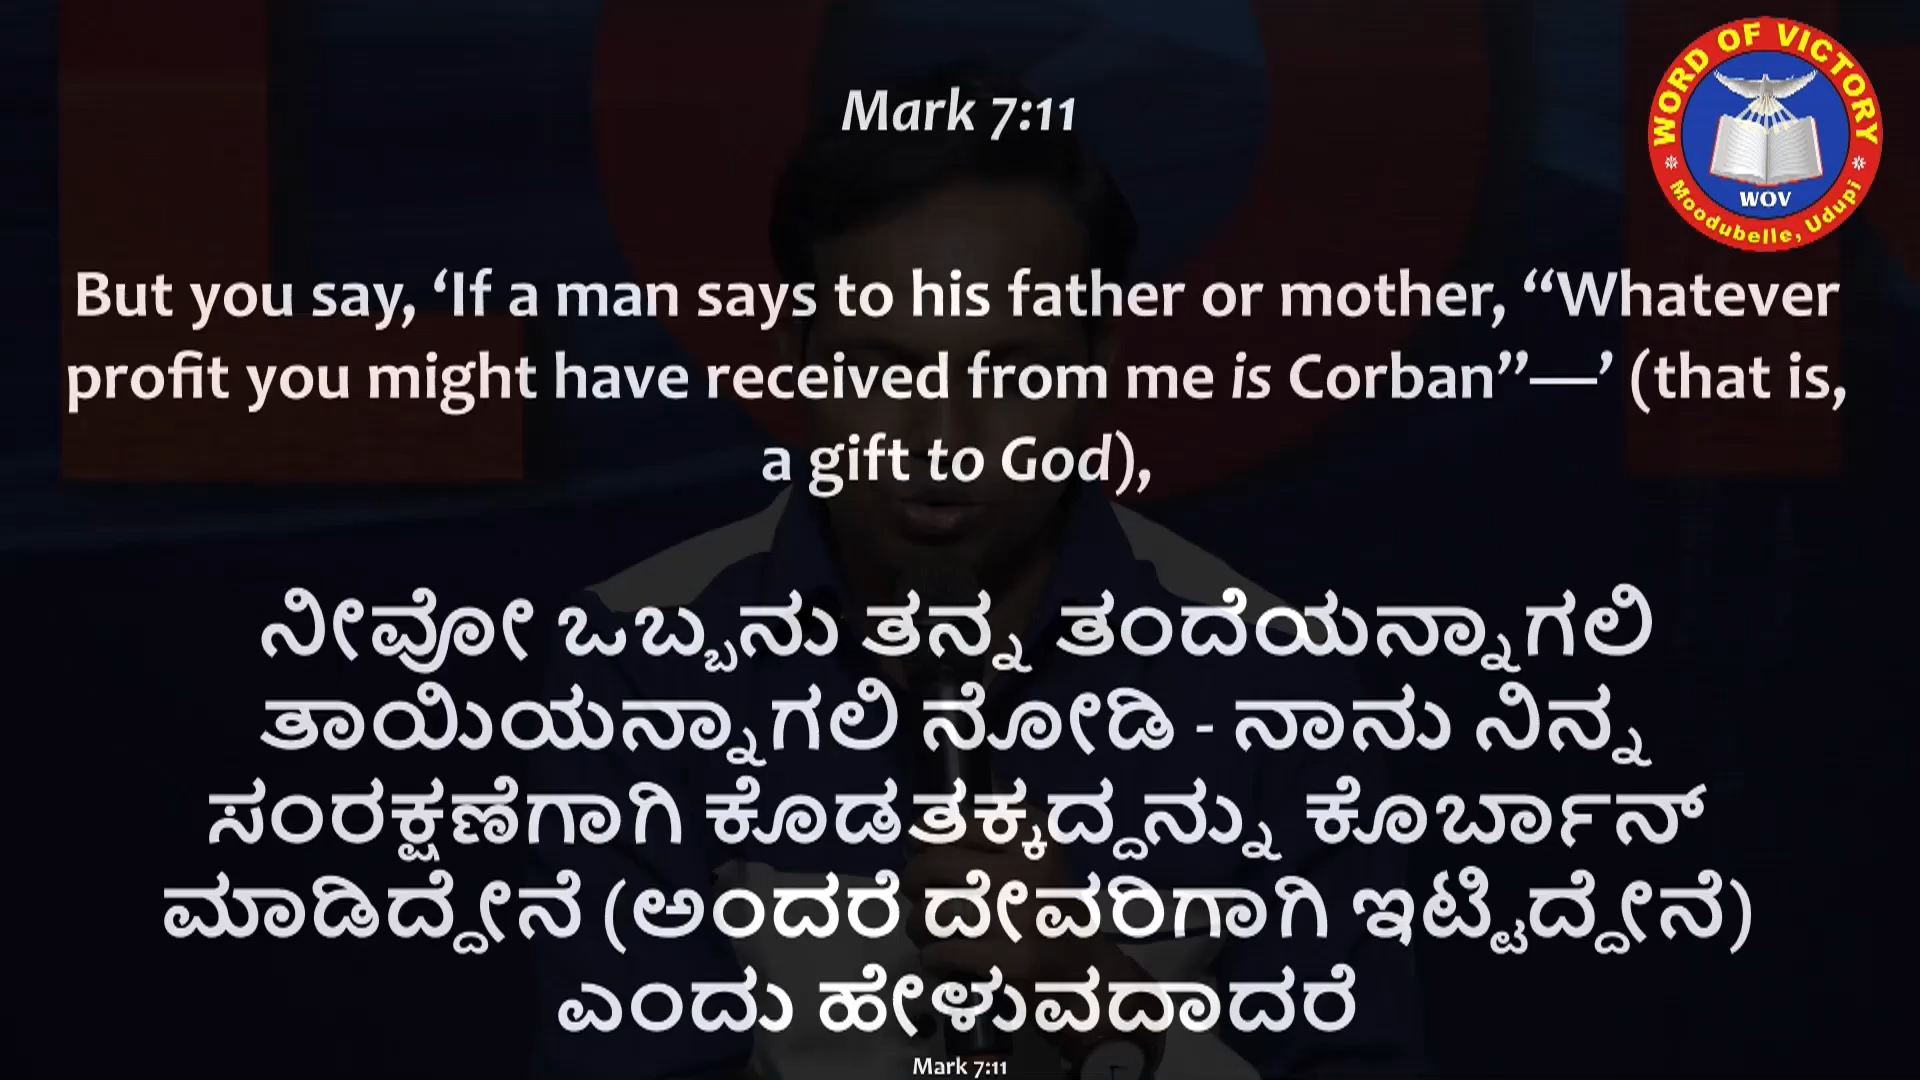 Mark 7:11
WORD OF VICTORY
WOV
Moodubelle, Udupi
But you say, ‘If a man says to his father or mother, “Whatever
profit you might have received from me is Corban”—’ (that is,
a gift to God),
ನೀವೋ ಒಬ್ಬನು ತನ್ನ ತಂದೆಯನ್ನಾಗಲಿ
ತಾಯಿಯನ್ನಾಗಲಿ ನೋಡಿ - ನಾನು ನಿನ್ನ
ಸಂರಕ್ಷಣೆಗಾಗಿ ಕೊಡತಕ್ಕದ್ದನ್ನು ಕೊರ್ಬಾನ್
ಮಾಡಿದ್ದೇನೆ (ಅಂದರೆ ದೇವರಿಗಾಗಿ ಇಟ್ಟಿದ್ದೇನೆ)
ಎಂದು ಹೇಳುವದಾದರೆ
Mark 7:11